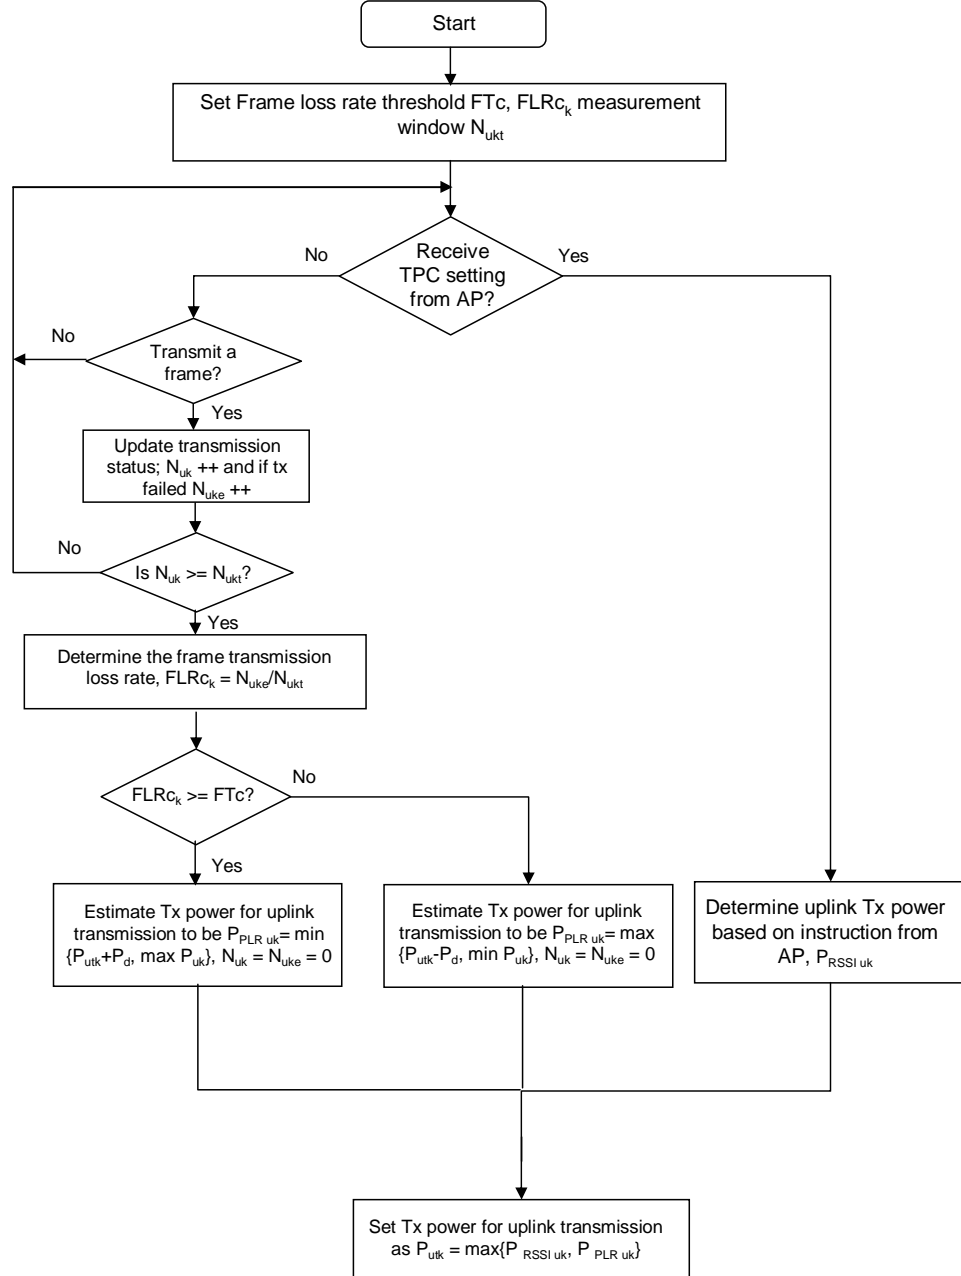 Start
Set Frame loss rate threshold FTc, FLRc_k measurement
window N_ukt
No
Receive
TPC setting
from AP?
Yes
No
Transmit a
frame?
Yes
Update transmission
status; N_uk ++ and if tx
failed N_uke ++
No
Is N_uk >= N_ukt?
Yes
Determine the frame transmission
loss rate, FLRc_k = N_uke/N_ukt
No
FLRc_k >= FTc?
Yes
Estimate Tx power for uplink
transmission to be P_PLR uk= min
{P_utk+P_d, max P_uk}, N_uk = N_uke = 0
Estimate Tx power for uplink
transmission to be P_PLR uk= max
{P_utk-P_d, min P_uk}, N_uk = N_uke = 0
Determine uplink Tx power
based on instruction from
AP, P_RSSI uk
Set Tx power for uplink transmission
as P_utk = max{P_RSSI uk, P_PLR uk}